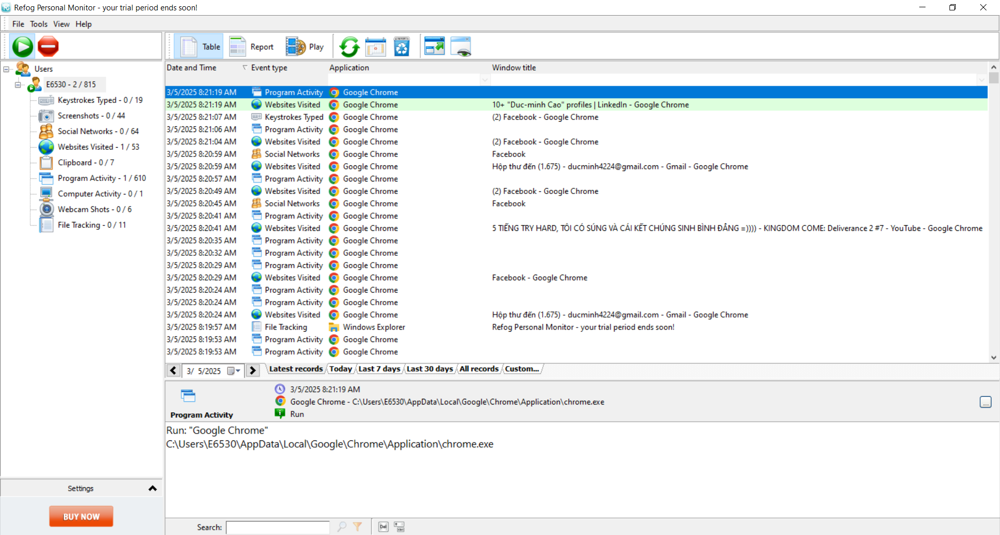 Refog Personal Monitor - your trial period ends soon!
File Tools View Help
Table Report Play
Users
E6530 - 2 / 815
Keystrokes Typed - 0 / 19
Screenshots - 0 / 44
Social Networks - 0 / 64
Websites Visited - 1 / 53
Clipboard - 0 / 7
Program Activity - 1 / 610
Computer Activity - 0 / 1
Webcam Shots - 0 / 6
File Tracking - 0 / 11
Settings
BUY NOW
Date and Time Event type Application Window title
3/5/2025 8:21:19 AM Program Activity Google Chrome
3/5/2025 8:21:19 AM Websites Visited Google Chrome 10+ "Duc-minh Cao" profiles | LinkedIn - Google Chrome
3/5/2025 8:21:07 AM Keystrokes Typed Google Chrome (2) Facebook - Google Chrome
3/5/2025 8:21:06 AM Program Activity Google Chrome
3/5/2025 8:21:04 AM Websites Visited Google Chrome (2) Facebook - Google Chrome
3/5/2025 8:20:59 AM Social Networks Google Chrome Facebook
3/5/2025 8:20:59 AM Websites Visited Google Chrome Hộp thư đến (1.675) - ducminh4224@gmail.com - Gmail - Google Chrome
3/5/2025 8:20:57 AM Program Activity Google Chrome
3/5/2025 8:20:49 AM Websites Visited Google Chrome (2) Facebook - Google Chrome
3/5/2025 8:20:45 AM Social Networks Google Chrome Facebook
3/5/2025 8:20:41 AM Program Activity Google Chrome
3/5/2025 8:20:41 AM Websites Visited Google Chrome 5 TIẾNG TRY HARD, TÔI CÓ SÚNG VÀ CÁI KẾT CHÚNG SINH BÌNH ĐẲNG =)))) - KINGDOM COME: Deliverance 2 #7 - YouTube - Google Chrome
3/5/2025 8:20:35 AM Program Activity Google Chrome
3/5/2025 8:20:32 AM Program Activity Google Chrome
3/5/2025 8:20:29 AM Program Activity Google Chrome
3/5/2025 8:20:29 AM Websites Visited Google Chrome Facebook - Google Chrome
3/5/2025 8:20:24 AM Program Activity Google Chrome
3/5/2025 8:20:24 AM Program Activity Google Chrome
3/5/2025 8:20:24 AM Websites Visited Google Chrome Hộp thư đến (1.675) - ducminh4224@gmail.com - Gmail - Google Chrome
3/5/2025 8:19:57 AM File Tracking Windows Explorer Refog Personal Monitor - your trial period ends soon!
3/5/2025 8:19:53 AM Program Activity Google Chrome
3/5/2025 8:19:53 AM Program Activity Google Chrome
3/ 5/2025 Latest records Today Last 7 days Last 30 days All records Custom...
3/5/2025 8:21:19 AM
Google Chrome - C:\Users\E6530\AppData\Local\Google\Chrome\Application\chrome.exe
...
Program Activity
Run
Run: "Google Chrome"
C:\Users\E6530\AppData\Local\Google\Chrome\Application\chrome.exe
Search:
Del